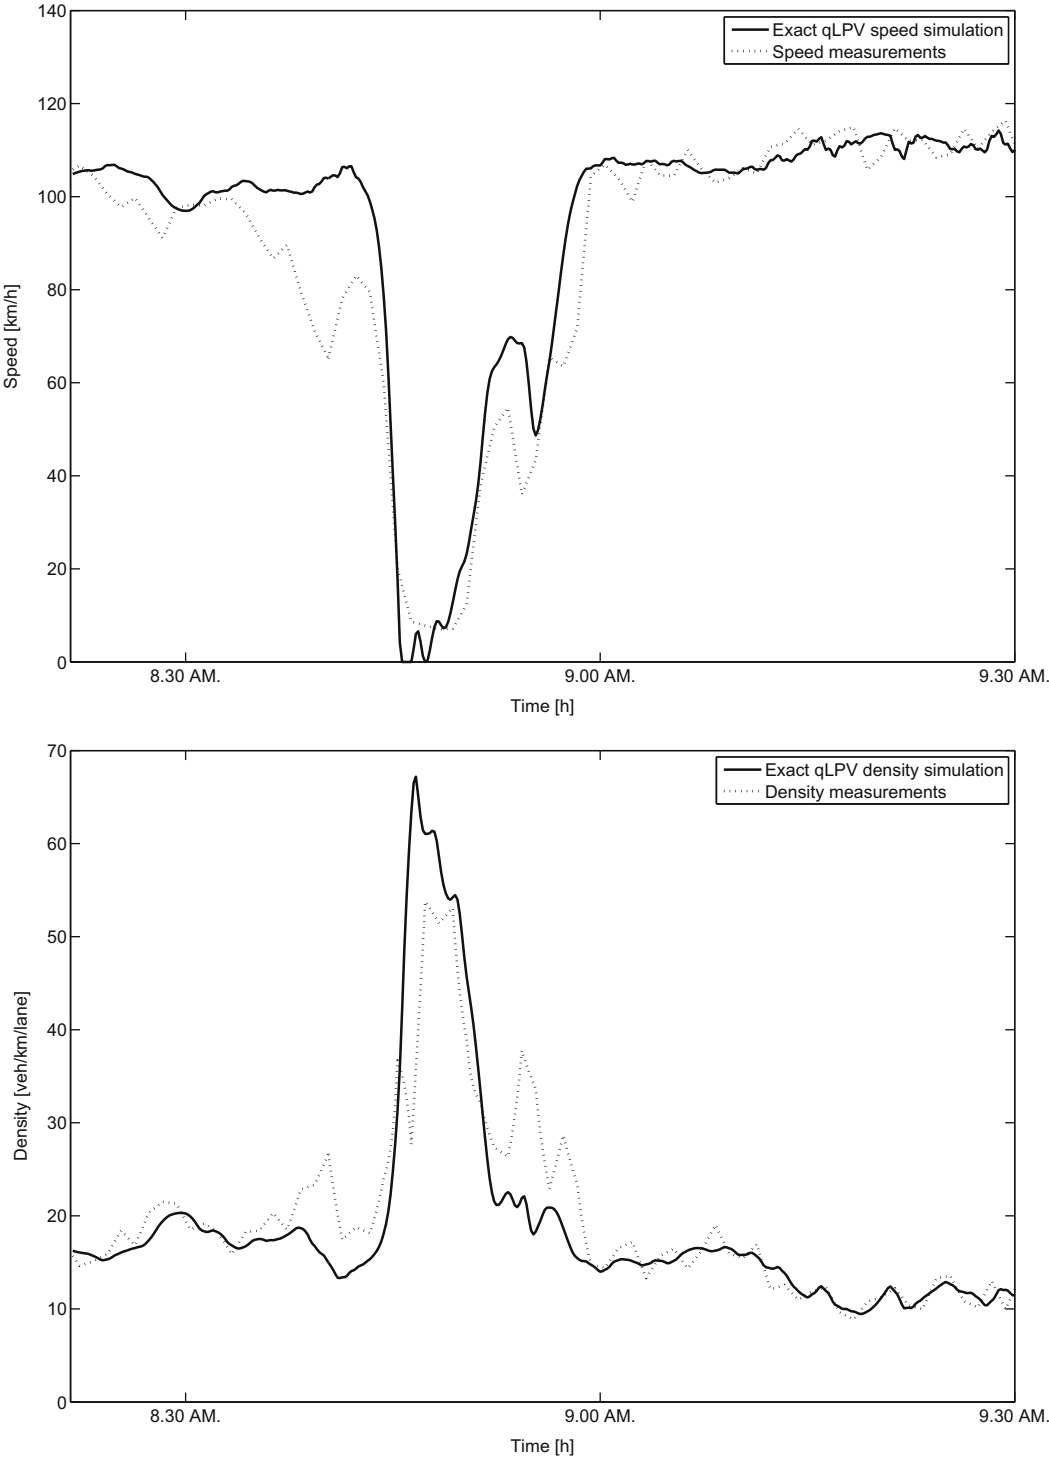 140
120
100
80
60
40
20
0
Speed [km/h]
Exact qLPV speed simulation
Speed measurements
8.30 AM.
9.00 AM.
9.30 AM.
Time [h]
70
60
50
40
30
20
10
0
Density [veh/km/lane]
Exact qLPV density simulation
Density measurements
8.30 AM.
9.00 AM.
9.30 AM.
Time [h]